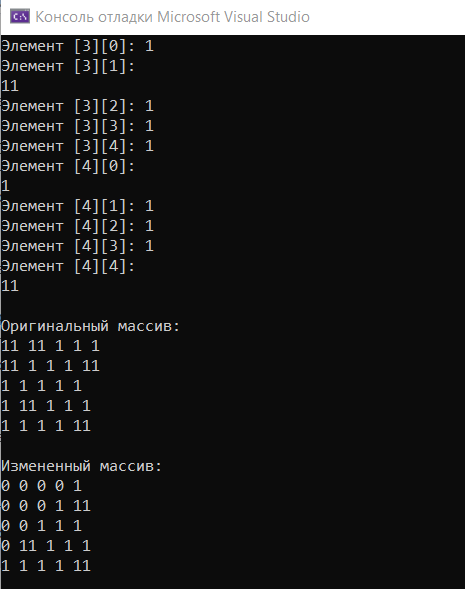 C:\ Консоль отладки Microsoft Visual Studio
Элемент [3][0]: 1
Элемент [3][1]:
11
Элемент [3][2]: 1
Элемент [3][3]: 1
Элемент [3][4]: 1
Элемент [4][0]:
1
Элемент [4][1]: 1
Элемент [4][2]: 1
Элемент [4][3]: 1
Элемент [4][4]:
11
Оригинальный массив:
11 11 1 1 1
11 1 1 1 11
1 1 1 1 1
1 11 1 1 1
1 1 1 1 11
Измененный массив:
0 0 0 0 1
0 0 0 1 11
0 0 1 1 1
0 11 1 1 1
1 1 1 1 11